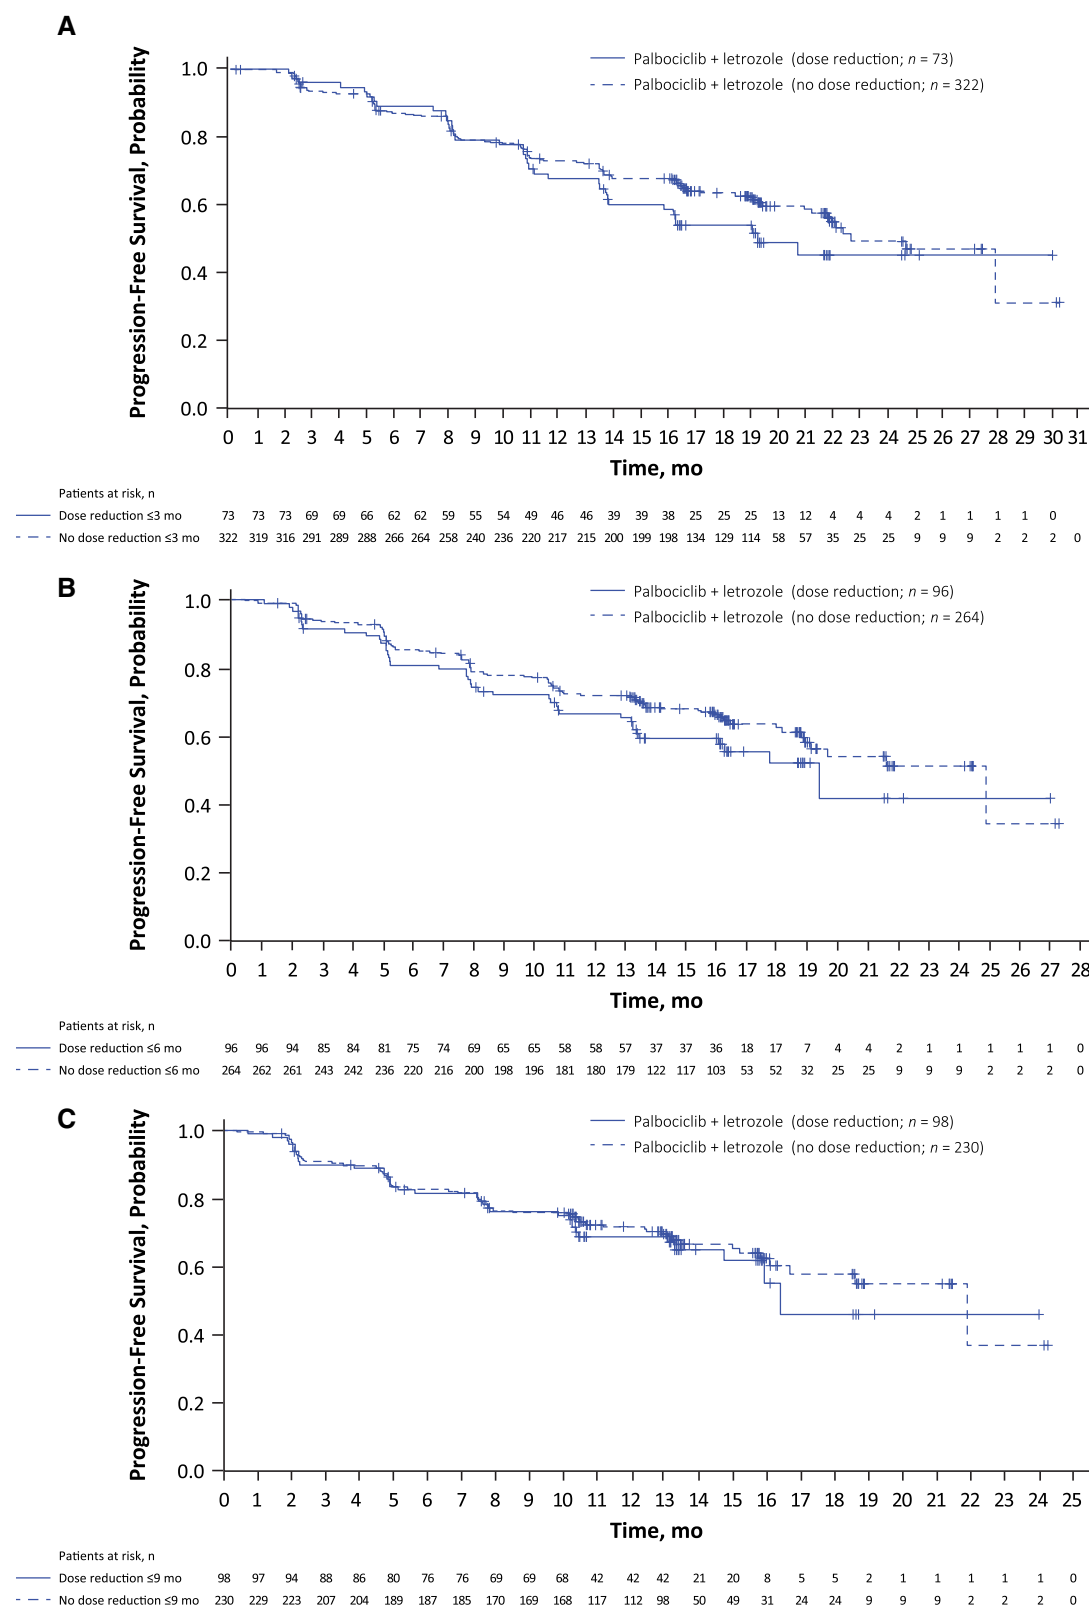 A
Progression-Free Survival, Probability
1.0
0.8
0.6
0.4
0.2
0.0
Palbociclib + letrozole (dose reduction; n = 73)
Palbociclib + letrozole (no dose reduction; n = 322)
0 1 2 3 4 5 6 7 8 9 10 11 12 13 14 15 16 17 18 19 20 21 22 23 24 25 26 27 28 29 30 31
Time, mo
Patients at risk, n
Dose reduction ≤3 mo 73 73 73 69 69 66 62 62 59 55 54 49 46 46 39 39 38 25 25 25 13 12 4 4 4 2 1 1 1 1 0
No dose reduction ≤3 mo 322 319 316 291 289 288 266 264 258 240 236 220 217 215 200 199 198 134 129 114 58 57 35 25 25 9 9 9 2 2 2 0
B
Progression-Free Survival, Probability
1.0
0.8
0.6
0.4
0.2
0.0
Palbociclib + letrozole (dose reduction; n = 96)
Palbociclib + letrozole (no dose reduction; n = 264)
0 1 2 3 4 5 6 7 8 9 10 11 12 13 14 15 16 17 18 19 20 21 22 23 24 25 26 27 28
Time, mo
Patients at risk, n
Dose reduction ≤6 mo 96 96 94 85 84 81 75 74 69 65 65 58 58 57 37 37 36 18 17 7 4 4 2 1 1 1 1 1 0
No dose reduction ≤6 mo 264 262 261 243 242 236 220 216 200 198 196 181 180 179 122 117 103 53 52 32 25 25 9 9 9 2 2 2 0
C
Progression-Free Survival, Probability
1.0
0.8
0.6
0.4
0.2
0.0
Palbociclib + letrozole (dose reduction; n = 98)
Palbociclib + letrozole (no dose reduction; n = 230)
0 1 2 3 4 5 6 7 8 9 10 11 12 13 14 15 16 17 18 19 20 21 22 23 24 25
Time, mo
Patients at risk, n
Dose reduction ≤9 mo 98 97 94 88 86 80 76 76 69 69 68 42 42 42 21 20 8 5 5 2 1 1 1 1 1 0
No dose reduction ≤9 mo 230 229 223 207 204 189 187 185 170 169 168 117 112 98 50 49 31 24 24 9 9 9 2 2 2 0